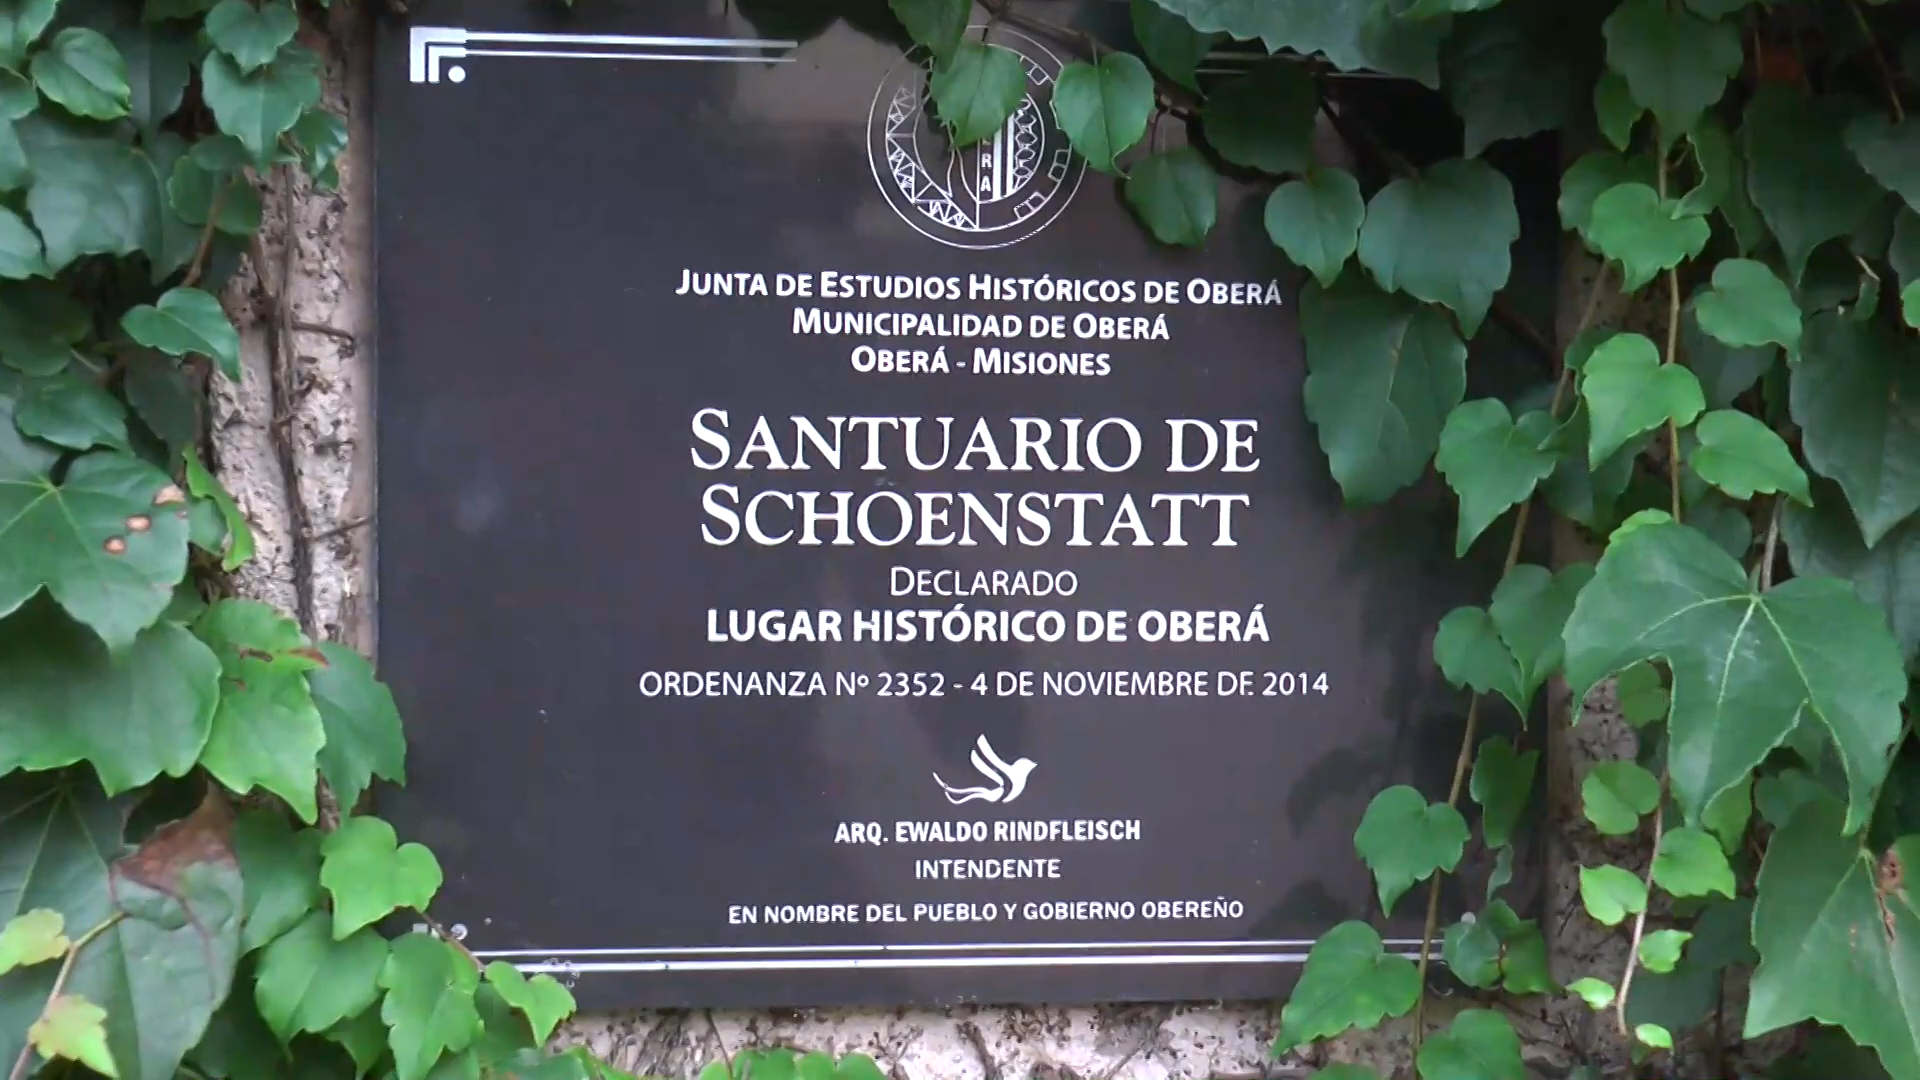 JUNTA DE ESTUDIOS HISTÓRICOS DE OBERÁ
MUNICIPALIDAD DE OBERÁ
OBERÁ - MISIONES
SANTUARIO DE
SCHOENSTATT
DECLARADO
LUGAR HISTÓRICO DE OBERÁ
ORDENANZA Nº 2352 - 4 DE NOVIEMBRE DE 2014
ARQ. EWALDO RINDFLEISCH
INTENDENTE
EN NOMBRE DEL PUEBLO Y GOBIERNO OBEREÑO